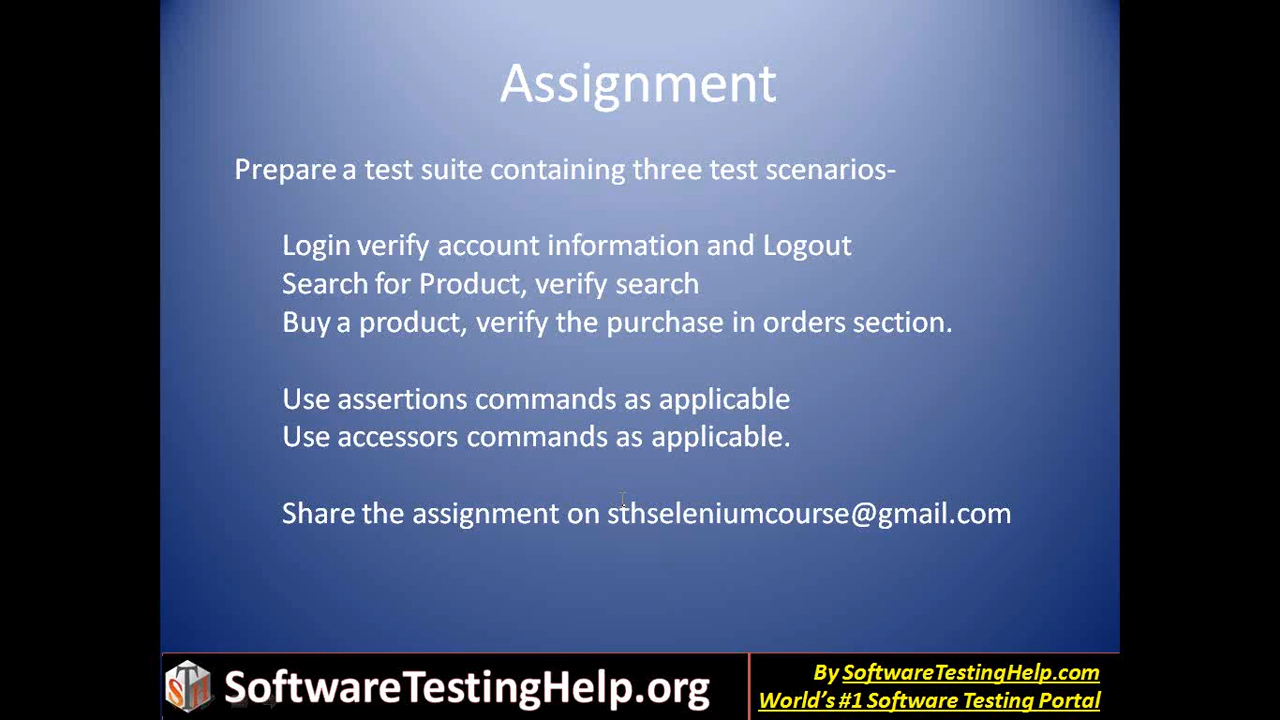 Assignment
Prepare a test suite containing three test scenarios-
Login verify account information and Logout
Search for Product, verify search
Buy a product, verify the purchase in orders section.
Use assertions commands as applicable
Use accessors commands as applicable.
Share the assignment on sthseleniumcourse@gmail.com
STH
SoftwareTestingHelp.org
By SoftwareTestingHelp.com
World's #1 Software Testing Portal